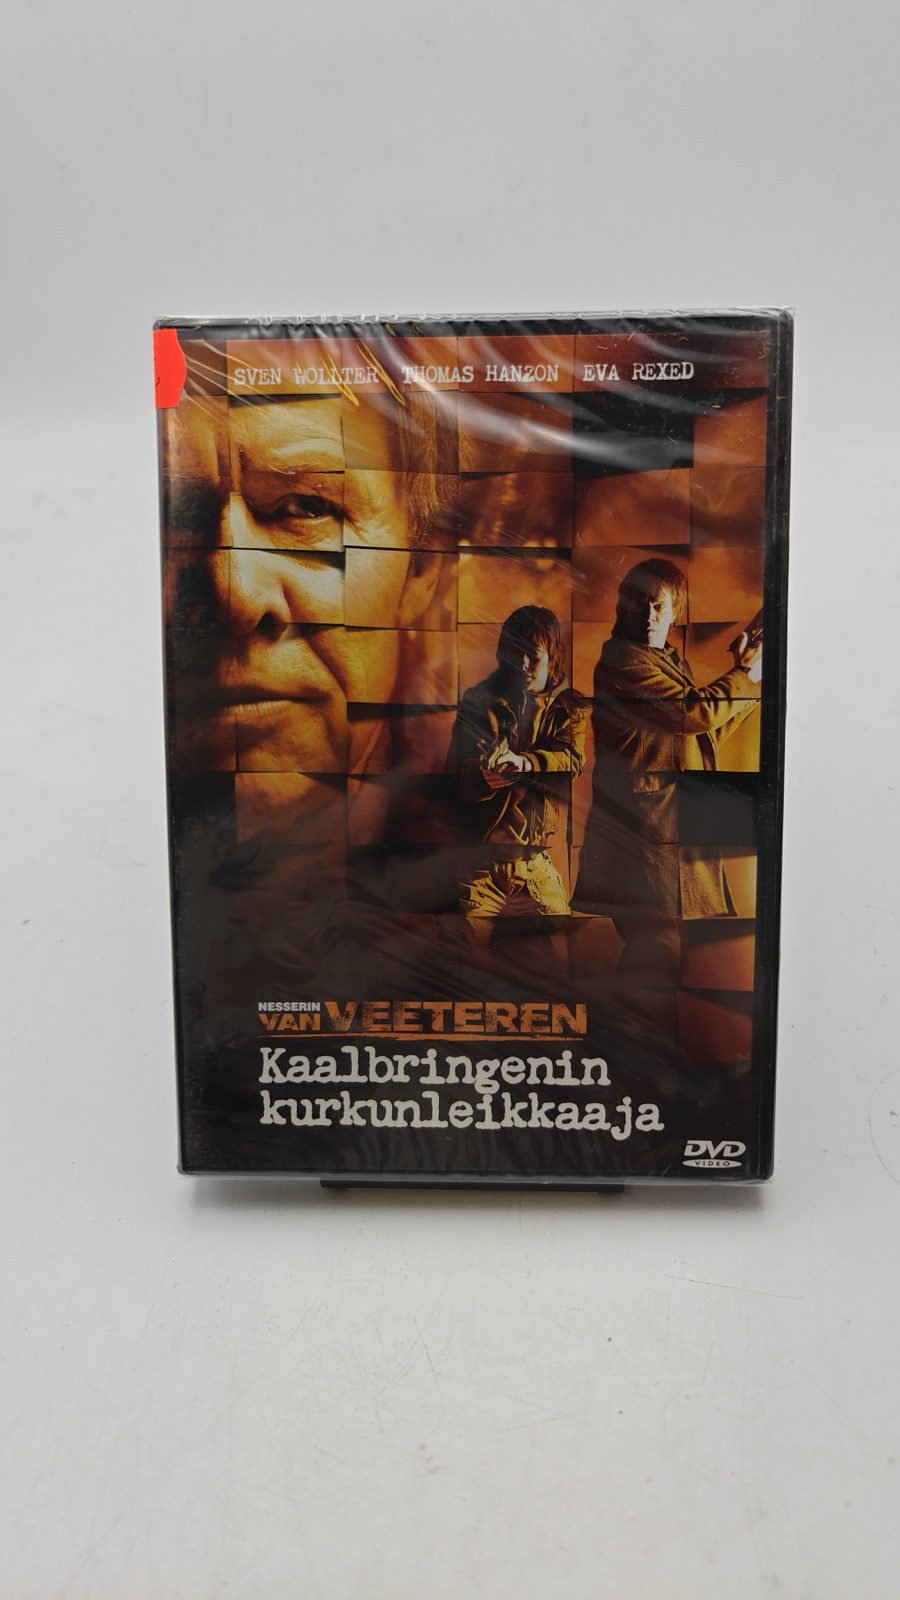 SVEN WOLLTER THOMAS HANZON EVA REXED
NESSERIN
VAN VEETEREN
Kaalbringenin
kurkunleikkaaja
DVD
VIDEO